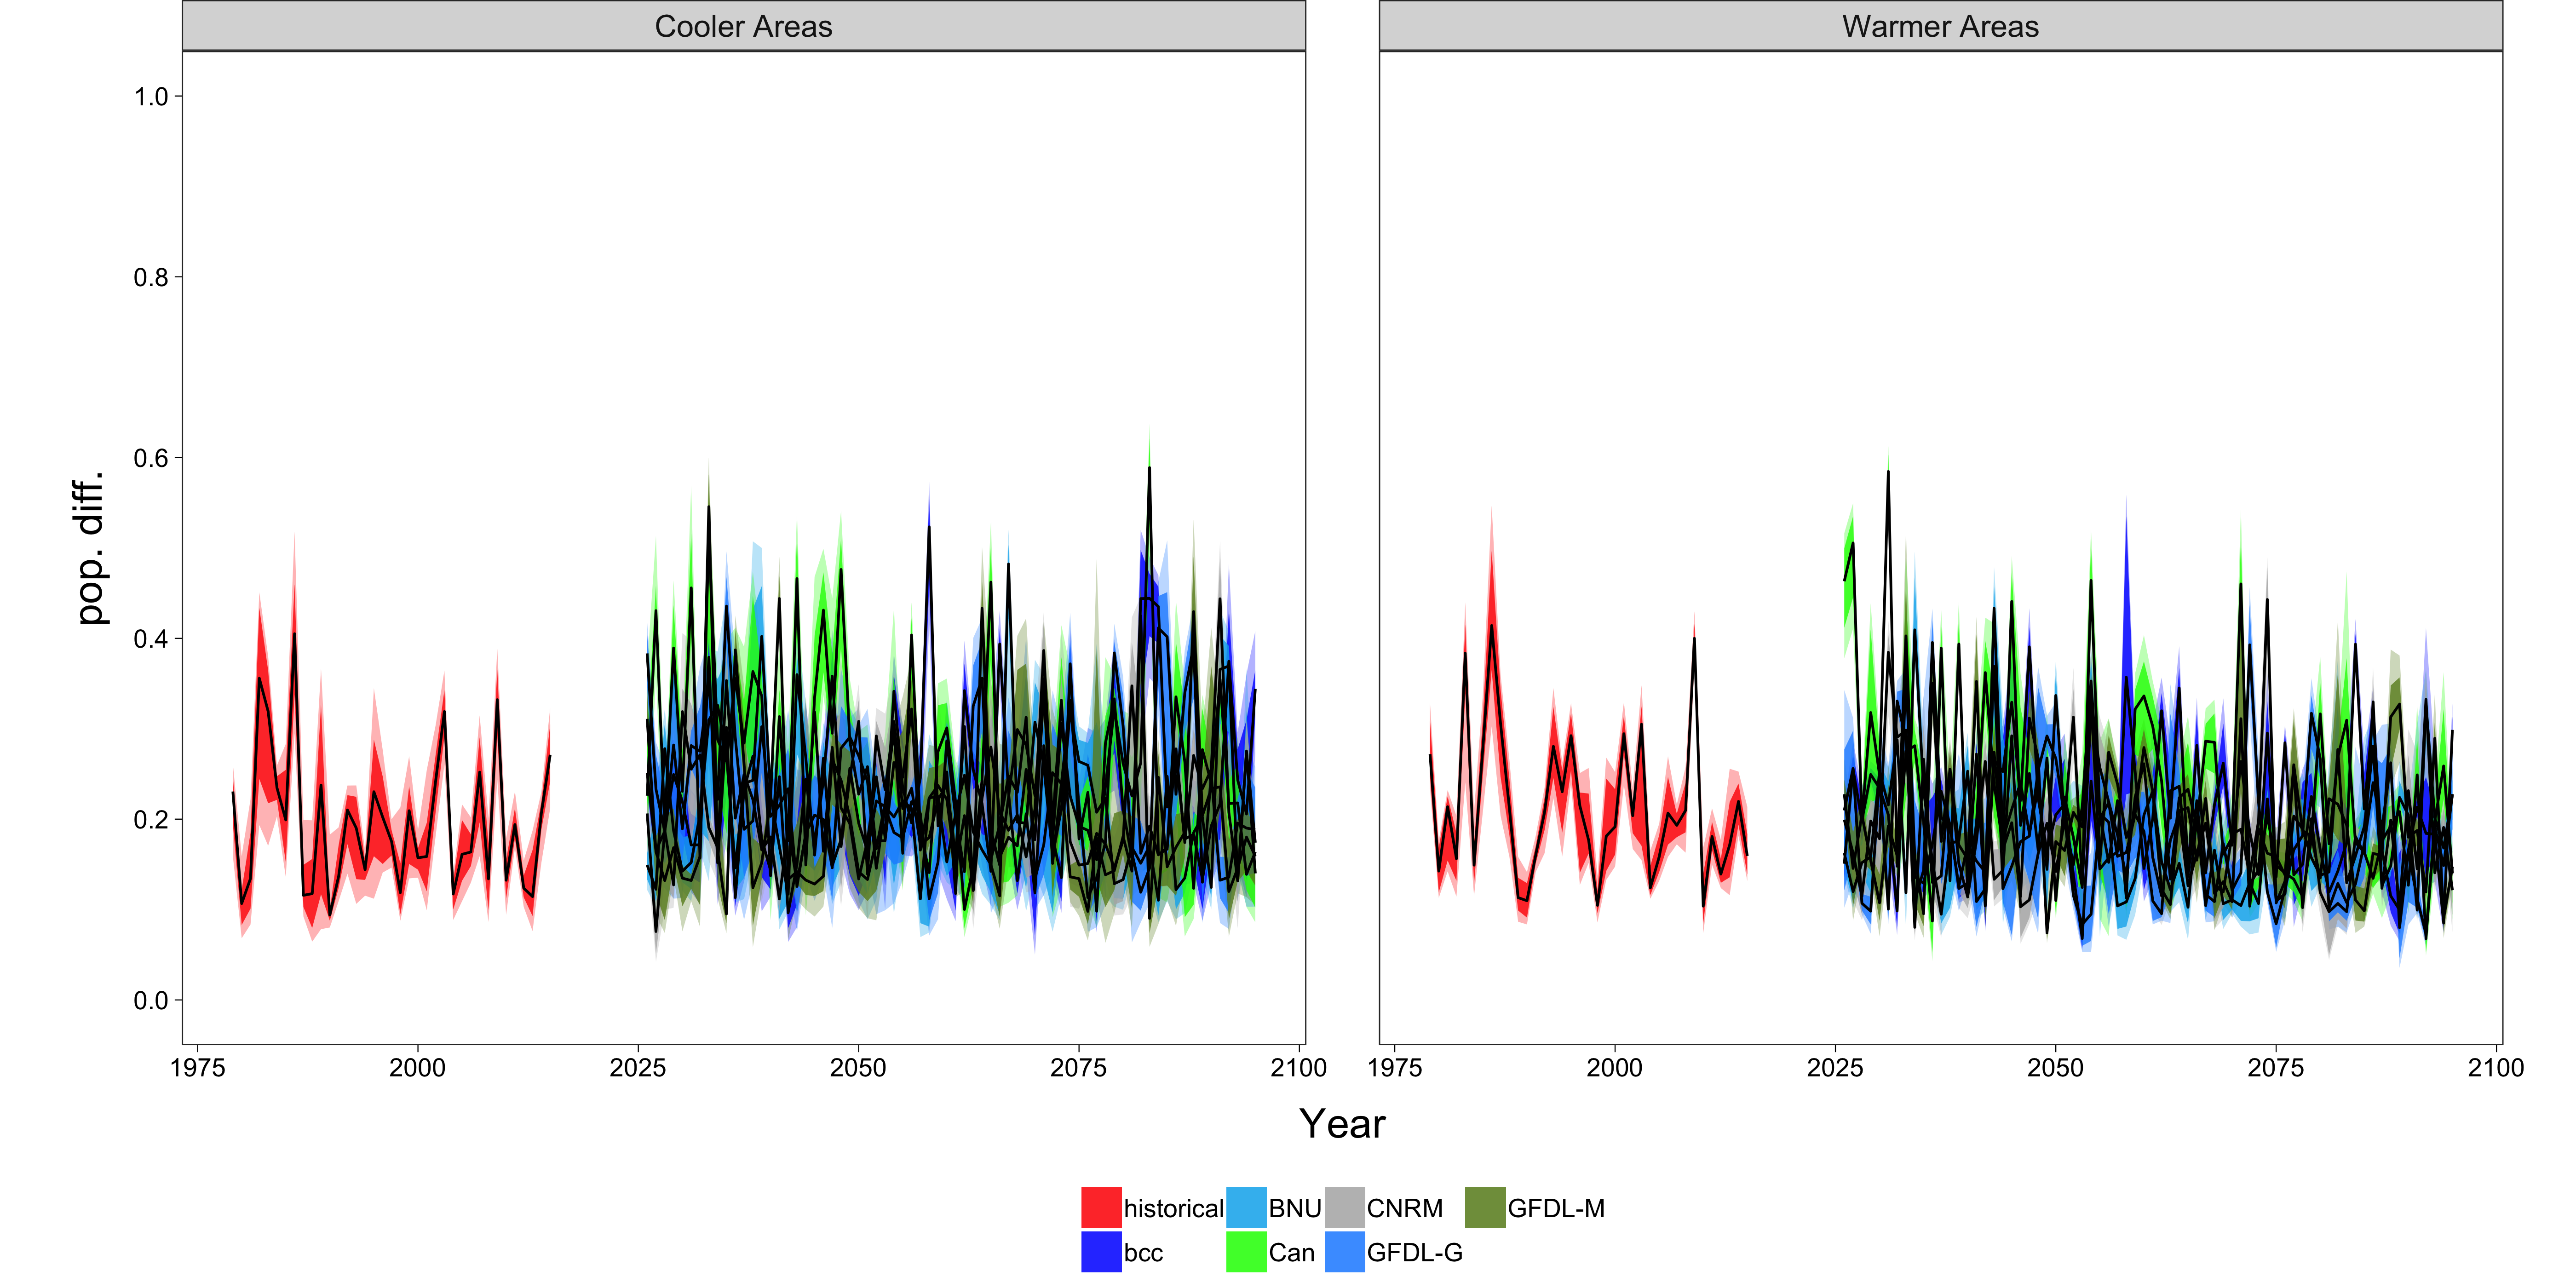 Cooler Areas
Warmer Areas
pop. diff.
1.0
0.8
0.6
0.4
0.2
0.0
1975 2000 2025 2050 2075 2100
1975 2000 2025 2050 2075 2100
Year
historical BNU CNRM GFDL-M
bcc Can GFDL-G